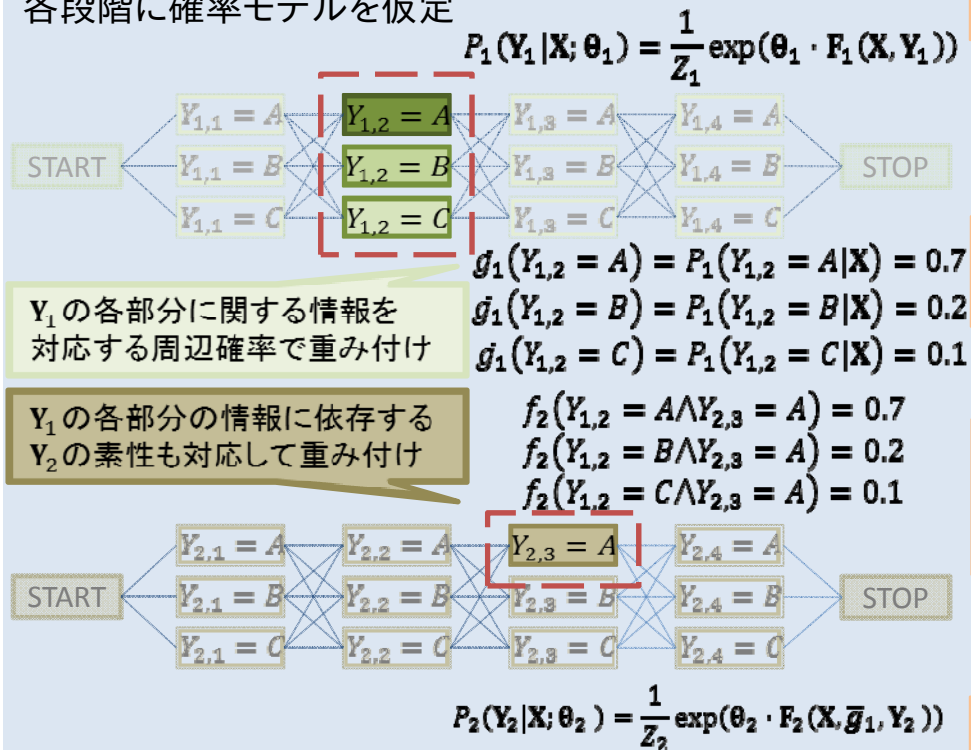 各段階に確率モデルを仮定
P₁(Y₁|X; θ₁) = 1/Z₁ exp(θ₁ · F₁(X, Y₁))
Y₁,₁ = A Y₁,₂ = A Y₁,₃ = A Y₁,₄ = A
START Y₁,₁ = B Y₁,₂ = B Y₁,₃ = B Y₁,₄ = B STOP
Y₁,₁ = C Y₁,₂ = C Y₁,₃ = C Y₁,₄ = C
g₁(Y₁,₂ = A) = P₁(Y₁,₂ = A|X) = 0.7
g₁(Y₁,₂ = B) = P₁(Y₁,₂ = B|X) = 0.2
g₁(Y₁,₂ = C) = P₁(Y₁,₂ = C|X) = 0.1
Y₁の各部分に関する情報を
対応する周辺確率で重み付け
Y₁の各部分の情報に依存する
Y₂の素性も対応して重み付け
f₂(Y₁,₂ = A∧Y₂,₃ = A) = 0.7
f₂(Y₁,₂ = B∧Y₂,₃ = A) = 0.2
f₂(Y₁,₂ = C∧Y₂,₃ = A) = 0.1
Y₂,₁ = A Y₂,₂ = A Y₂,₃ = A Y₂,₄ = A
START Y₂,₁ = B Y₂,₂ = B Y₂,₃ = B Y₂,₄ = B STOP
Y₂,₁ = C Y₂,₂ = C Y₂,₃ = C Y₂,₄ = C
P₂(Y₂|X; θ₂) = 1/Z₂ exp(θ₂ · F₂(X, g̅₁, Y₂))